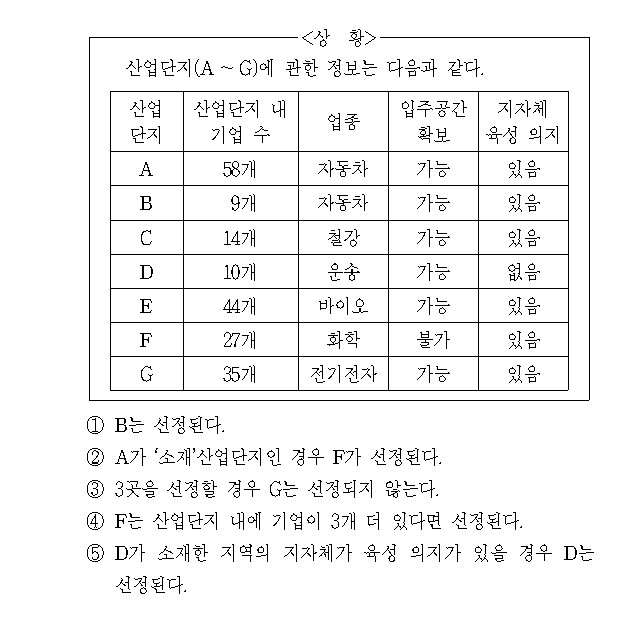 <상 황>
산업단지(A ~ G)에 관한 정보는 다음과 같다.
산업 단지 산업단지 내 기업 수 업종 입주공간 확보 지자체 육성 의지
A 58개 자동차 가능 있음
B 9개 자동차 가능 있음
C 14개 철강 가능 있음
D 10개 운송 가능 없음
E 44개 바이오 가능 있음
F 27개 화학 불가 있음
G 35개 전기전자 가능 있음
① B는 선정된다.
② A가 ‘소재’산업단지인 경우 F가 선정된다.
③ 3곳을 선정할 경우 G는 선정되지 않는다.
④ F는 산업단지 내에 기업이 3개 더 있다면 선정된다.
⑤ D가 소재한 지역의 지자체가 육성 의지가 있을 경우 D는
선정된다.